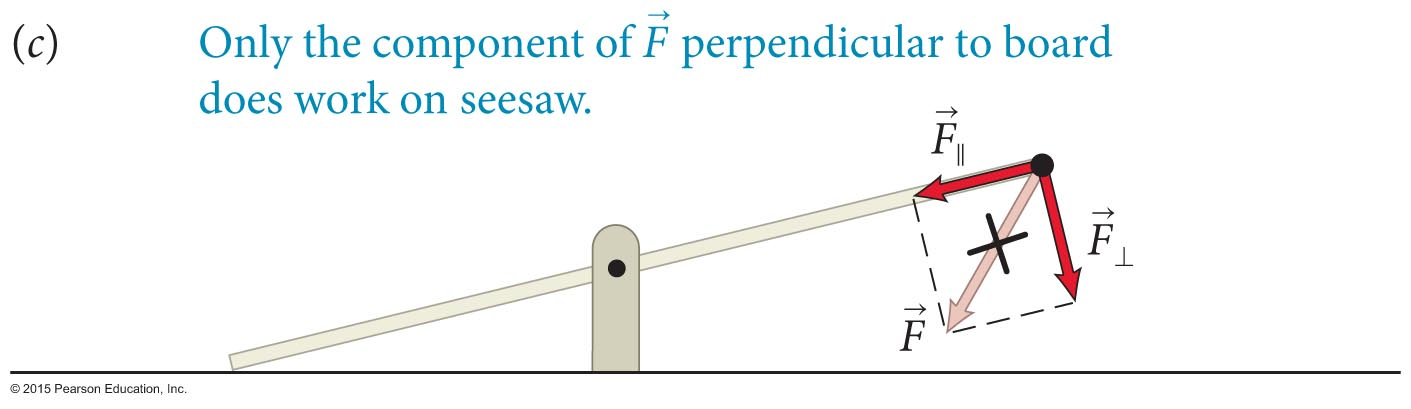 (c) Only the component of F⃗ perpendicular to board
does work on seesaw.
F⃗∥
F⃗⊥
F⃗
© 2015 Pearson Education, Inc.